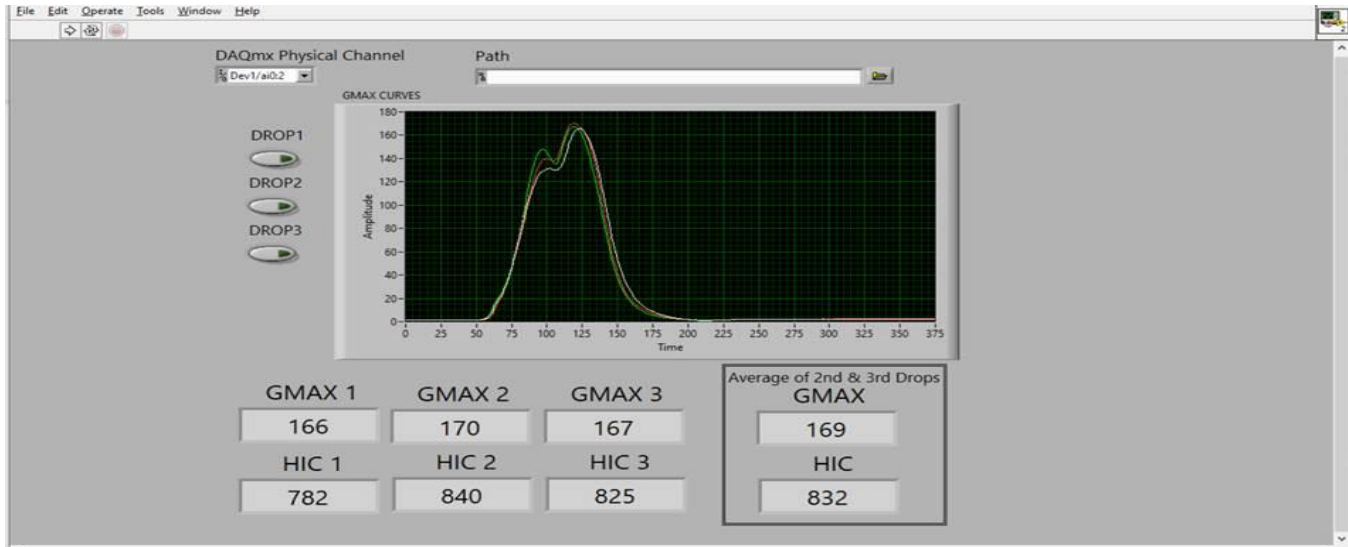 File Edit Operate Tools Window Help
2
DAQmx Physical Channel Path
Dev1/ai0:2
GMAX CURVES
DROP1
DROP2
DROP3
Amplitude
180
160
140
120
100
80
60
40
20
0
0 25 50 75 100 125 150 175 200 225 250 275 300 325 350 375
Time
GMAX 1 GMAX 2 GMAX 3
166 170 167
HIC 1 HIC 2 HIC 3
782 840 825
Average of 2nd & 3rd Drops
GMAX
169
HIC
832